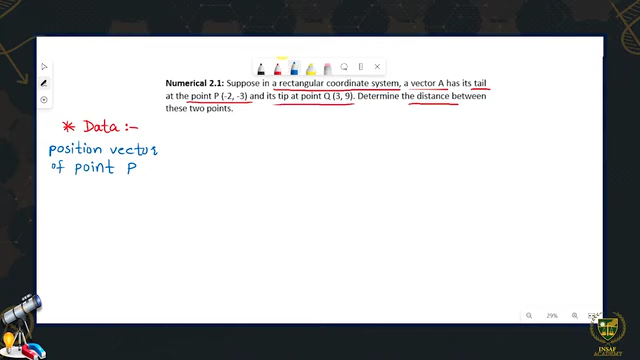 Numerical 2.1: Suppose in a rectangular coordinate system, a vector A has its tail
at the point P (-2, -3) and its tip at point Q (3, 9). Determine the distance between
these two points.
* Data :-
position vector
of point P
29%
INSAF
ACADEMY